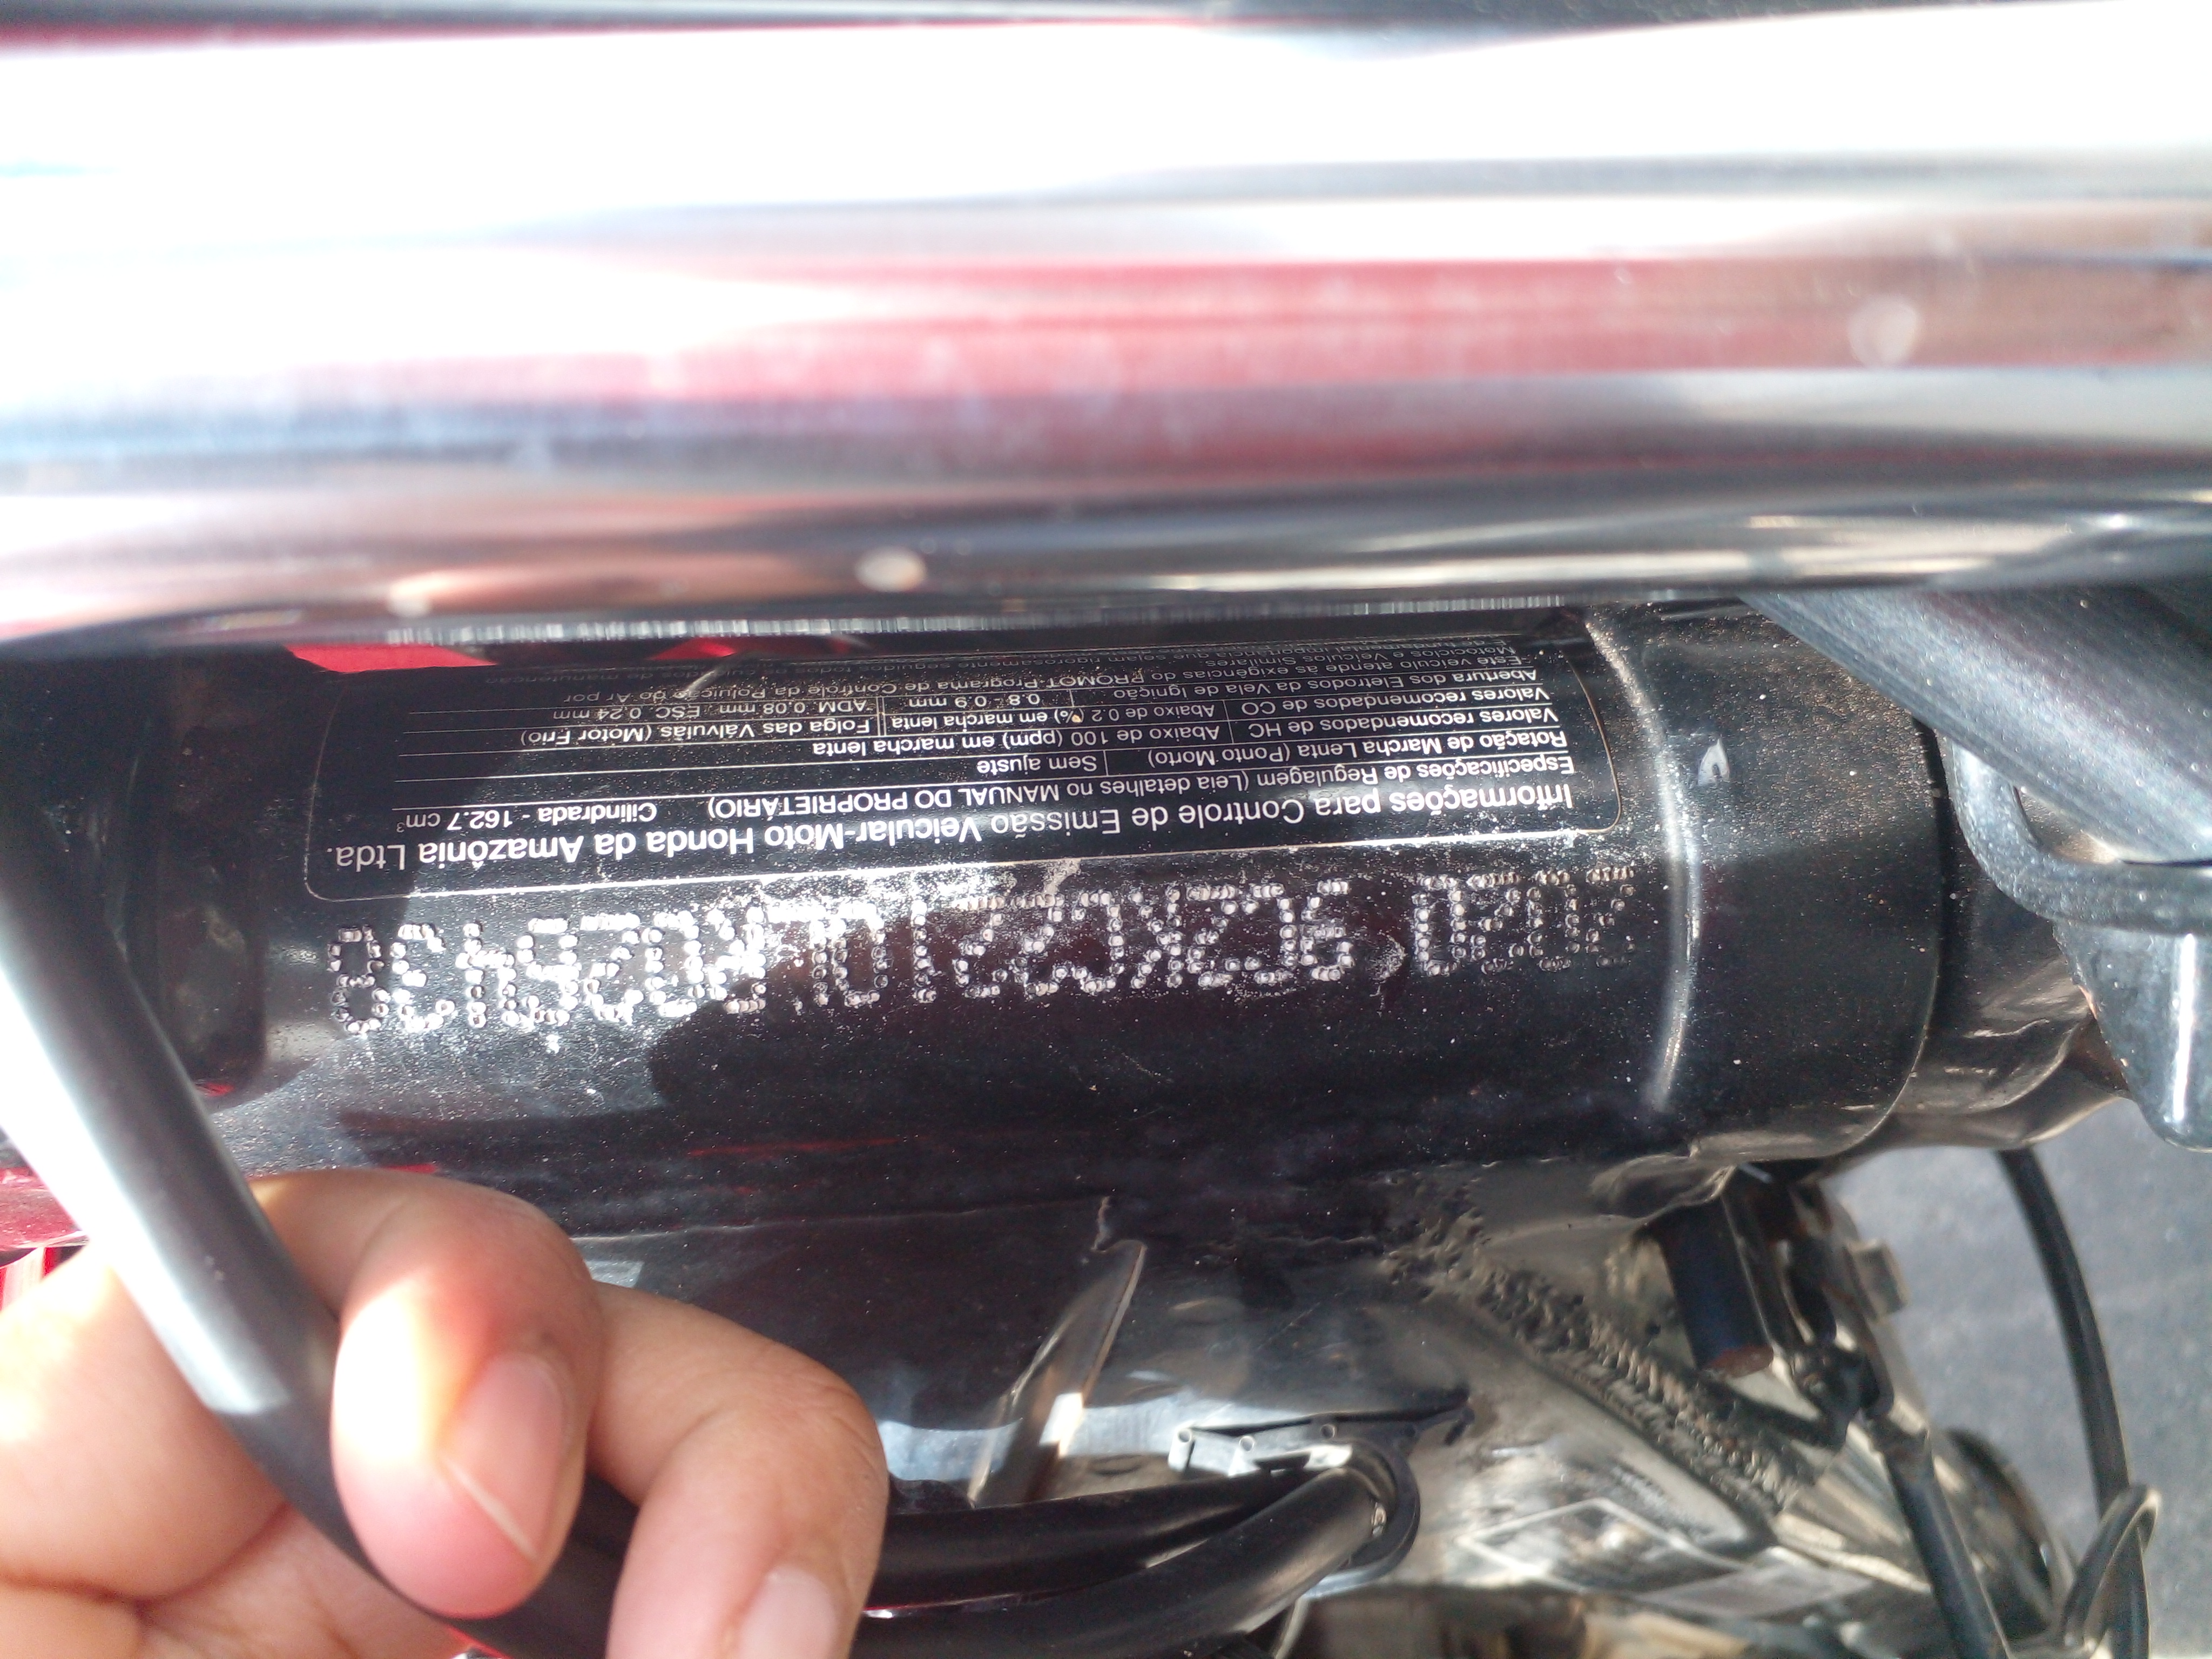 2020
Informações para Controle de Emissão Veicular-Moto Honda da Amazônia Ltda.
Especificações de Regulagem (Leia detalhes no MANUAL DO PROPRIETÁRIO) Cilindrada - 162.7 cm³
Rotação de Marcha Lenta (Ponto Morto) Sem ajuste
Valores recomendados de HC Abaixo de 100 (ppm) em marcha lenta
Valores recomendados de CO Abaixo de 0.2 %) em marcha lenta Folga das Válvulas (Motor Frio)
Abertura dos Eletrodos da Vela de Ignição 0.8 - 0.9 mm ADM. 0.08 mm ESC. 0.24 mm
-Este veículo atende as exigências do PROMOT-Programa de Controle da Poluição do Ar por
Motociclos e Veículos Similares